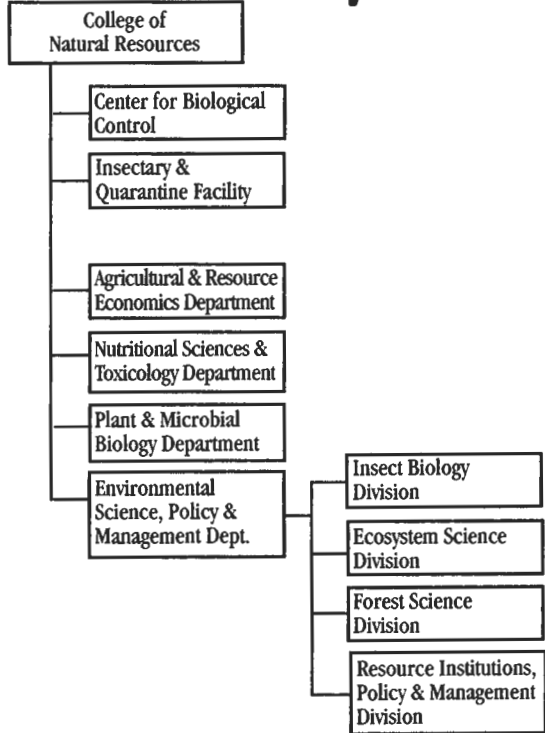 College of
Natural Resources
Center for Biological
Control
Insectary &
Quarantine Facility
Agricultural & Resource
Economics Department
Nutritional Sciences &
Toxicology Department
Plant & Microbial
Biology Department
Environmental
Science, Policy &
Management Dept.
Insect Biology
Division
Ecosystem Science
Division
Forest Science
Division
Resource Institutions,
Policy & Management
Division